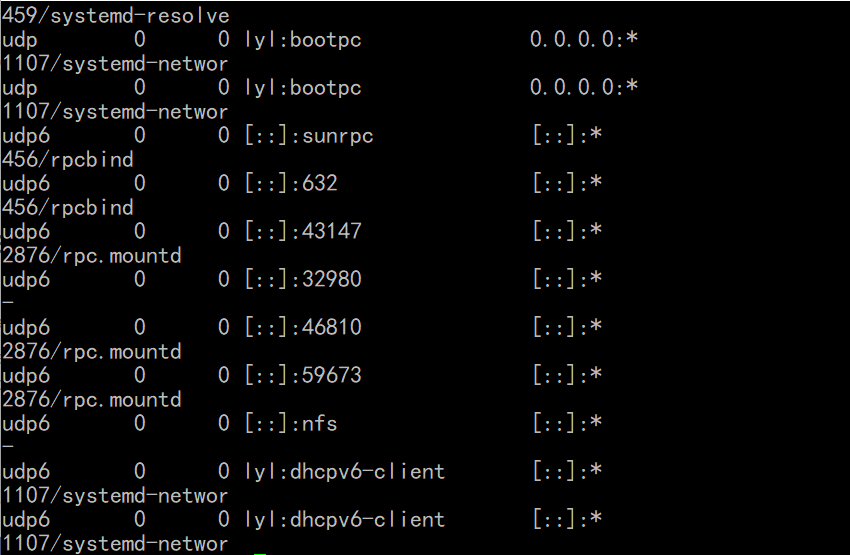 459/systemd-resolve
udp        0      0 lyl:bootpc              0.0.0.0:*
1107/systemd-networ
udp        0      0 lyl:bootpc              0.0.0.0:*
1107/systemd-networ
udp6       0      0 [::]:sunrpc             [::]:*
456/rpcbind
udp6       0      0 [::]:632                [::]:*
456/rpcbind
udp6       0      0 [::]:43147              [::]:*
2876/rpc.mountd
udp6       0      0 [::]:32980              [::]:*
-
udp6       0      0 [::]:46810              [::]:*
2876/rpc.mountd
udp6       0      0 [::]:59673              [::]:*
2876/rpc.mountd
udp6       0      0 [::]:nfs                [::]:*
-
udp6       0      0 lyl:dhcpv6-client       [::]:*
1107/systemd-networ
udp6       0      0 lyl:dhcpv6-client       [::]:*
1107/systemd-networ